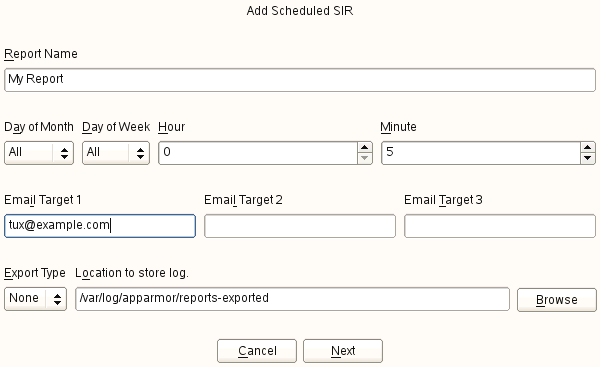 Add Scheduled SIR
Report Name
My Report
Day of Month Day of Week Hour Minute
All All 0 5
Email Target 1 Email Target 2 Email Target 3
tux@example.com
Export Type Location to store log.
None /var/log/apparmor/reports-exported Browse
Cancel Next